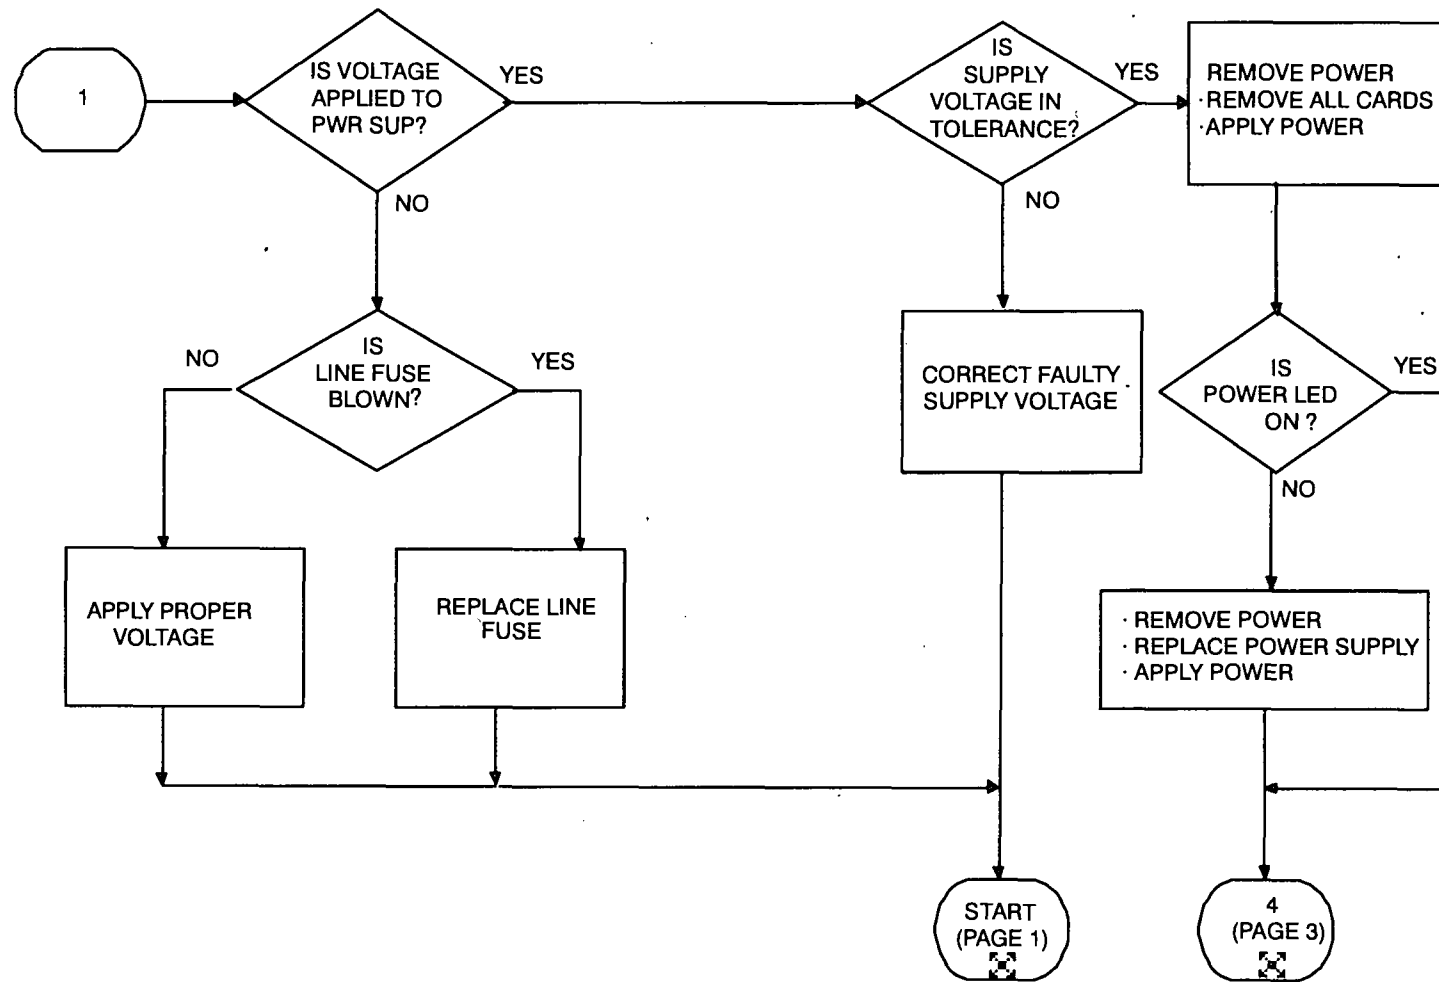 1
IS VOLTAGE
APPLIED TO
PWR SUP?
YES
NO
IS
SUPPLY
VOLTAGE IN
TOLERANCE?
YES
NO
REMOVE POWER
·REMOVE ALL CARDS
·APPLY POWER
IS
LINE FUSE
BLOWN?
NO
YES
CORRECT FAULTY
SUPPLY VOLTAGE
IS
POWER LED
ON ?
YES
NO
APPLY PROPER
VOLTAGE
REPLACE LINE
FUSE
· REMOVE POWER
· REPLACE POWER SUPPLY
· APPLY POWER
START
(PAGE 1)
4
(PAGE 3)